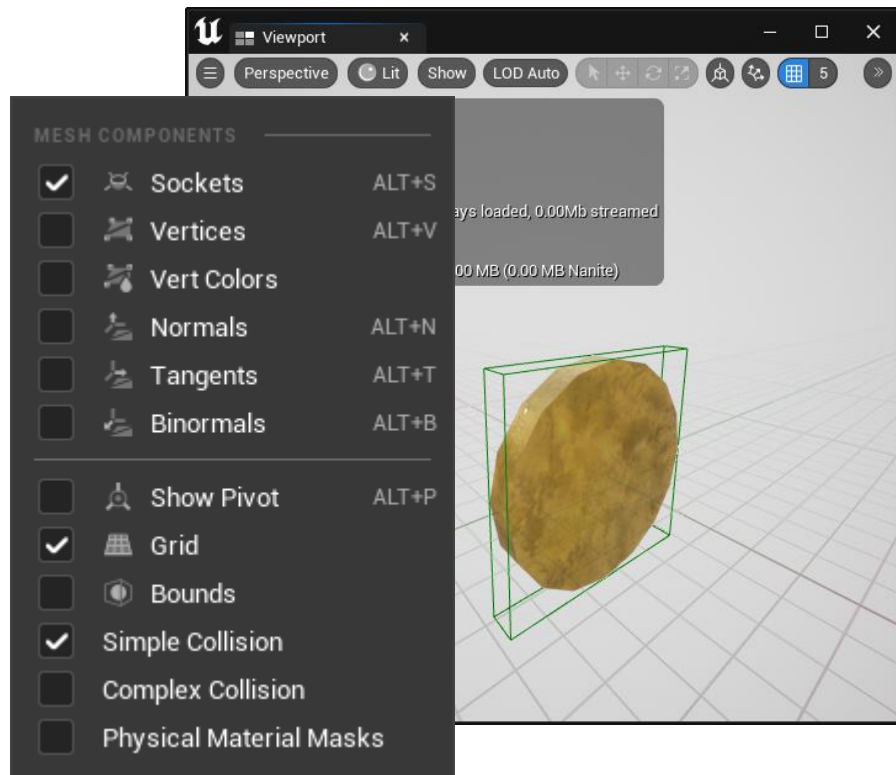 Viewport
Perspective
Lit
Show
LOD Auto
5
ays loaded, 0.00Mb streamed
00 MB (0.00 MB Nanite)
MESH COMPONENTS
Sockets ALT+S
Vertices ALT+V
Vert Colors
Normals ALT+N
Tangents ALT+T
Binormals ALT+B
Show Pivot ALT+P
Grid
Bounds
Simple Collision
Complex Collision
Physical Material Masks